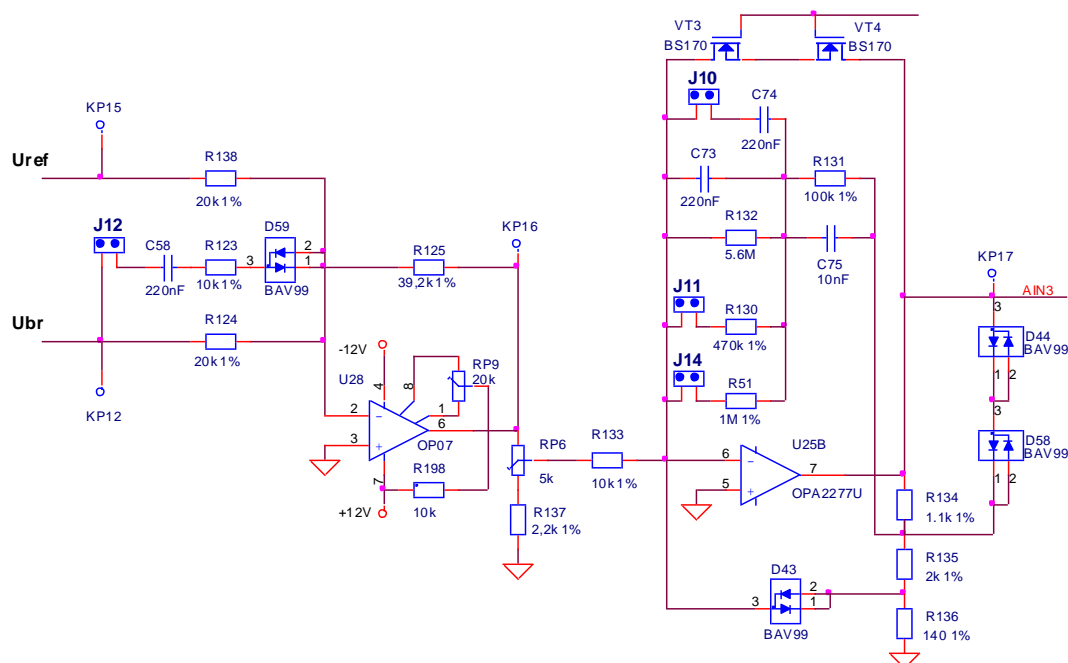 VT3
BS170
VT4
BS170
J10
C74
220nF
KP15
Uref
R138
20k 1%
C73
220nF
R131
100k 1%
J12
C58
220nF
R123
10k 1%
D59
3
2
1
BAV99
R125
39,2k 1%
KP16
R132
5.6M
C75
10nF
KP17
AIN3
Ubr
R124
20k 1%
J11
R130
470k 1%
3
D44
BAV99
1
2
KP12
-12V
U28
4
8
RP9
20k
J14
R51
1M 1%
2
3
1
6
OP07
7
+12V
R198
10k
RP6
5k
R133
10k 1%
R137
2,2k 1%
6
5
7
U25B
OPA2277U
3
D58
BAV99
1
2
R134
1.1k 1%
R135
2k 1%
D43
3
2
1
BAV99
R136
140 1%